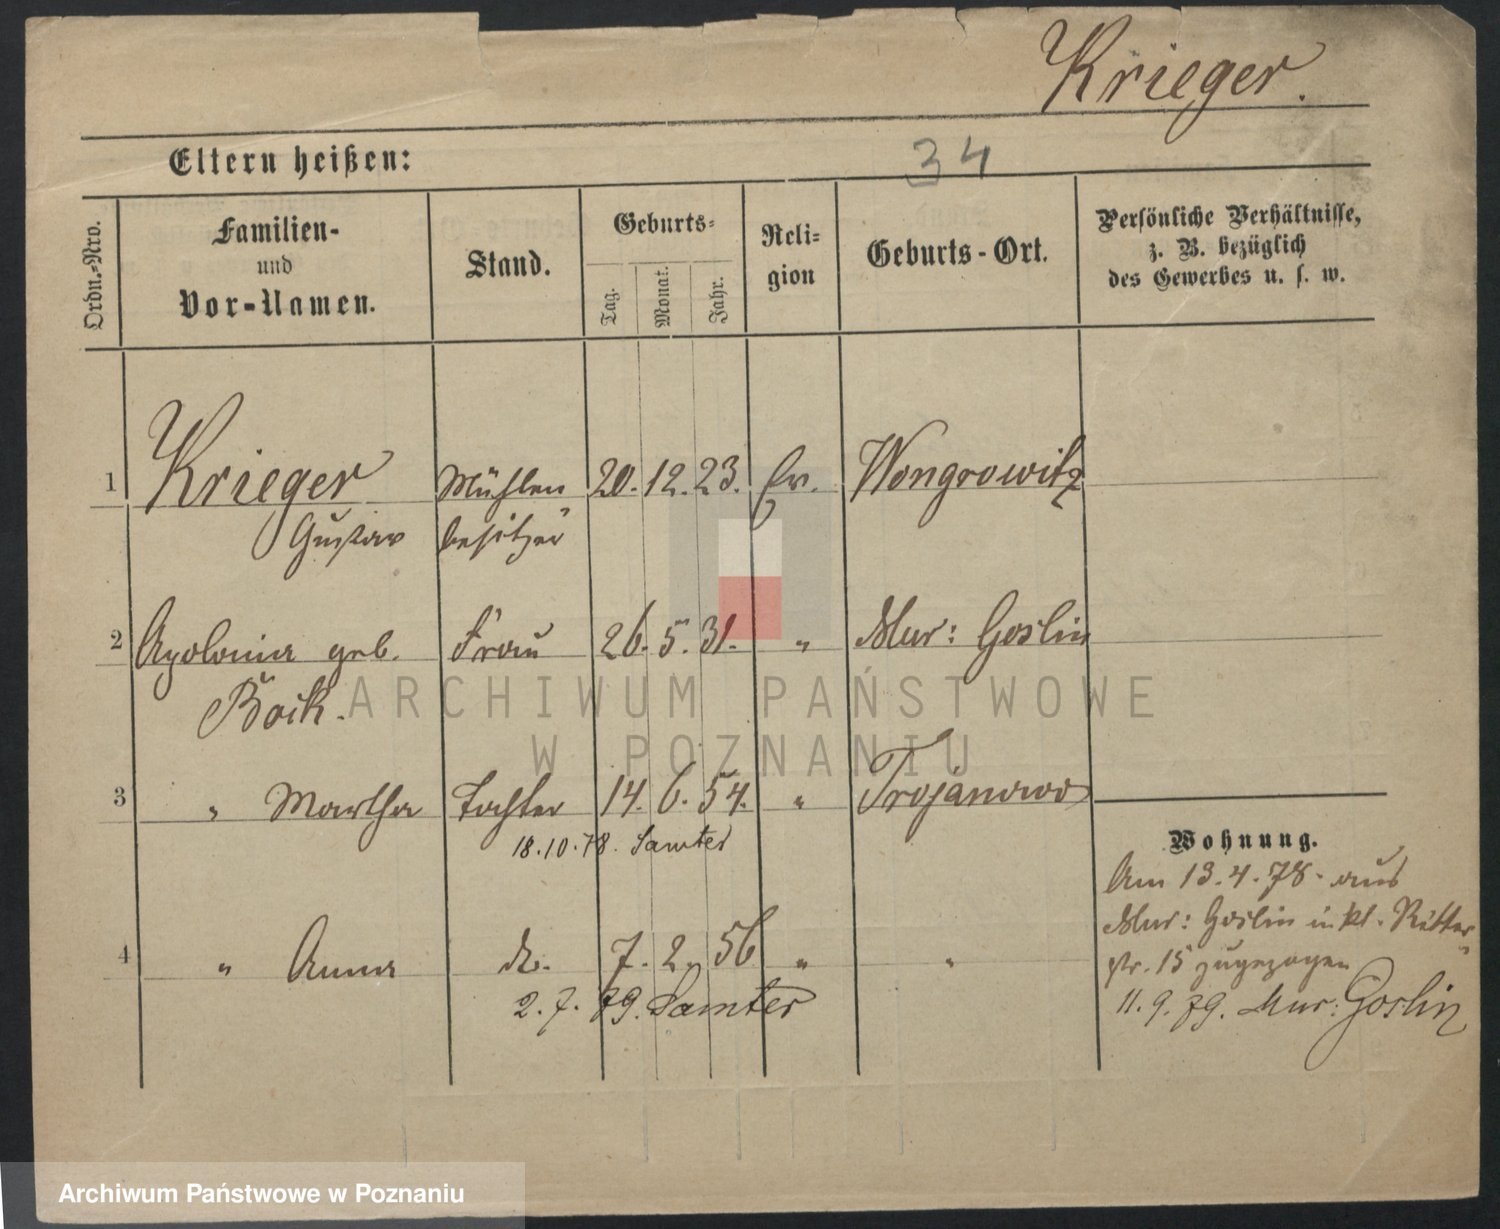 Krieger.
Eltern heißen:
34
Ordn.-Nro.
Familien-
und
Vor-Namen.
Stand.
Geburts-
Tag.
Monat.
Jahr.
Reli-
gion
Geburts-Ort.
Persönliche Verhältnisse,
z. B. bezüglich
des Gewerbes u. s. w.
1 Krieger Mühlen 20. 12. 23. Ev. Wongrowitz
Gustav besitzer
2 Apolonia geb. Frau 26. 5. 31. " Mur: Goslin
Böik.
ARCHIWUM PAŃSTWOWE
W POZNANIU
3 " Martha Tochter 14. 6. 54. " Trojanowo
18.10.78. Samter
Wohnung.
Am 13.4.78. aus
Mur: Goslin in kl. Ritter
str. 15 zugezogen
11.9.79. Mur: Goslin
4 " Anna do. 7. 2. 56 " "
2. 7. 79. Samter
Archiwum Państwowe w Poznaniu